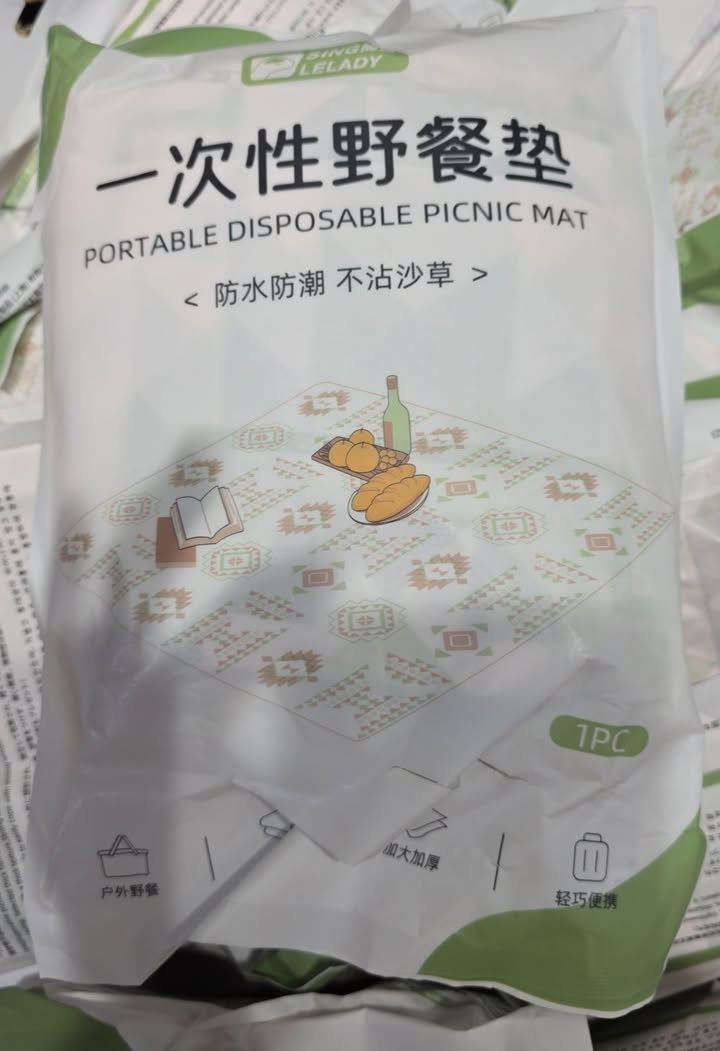 LELADY
一次性野餐垫
PORTABLE DISPOSABLE PICNIC MAT
< 防水防潮 不沾沙草 >
1PC
户外野餐
加大加厚
轻巧便携